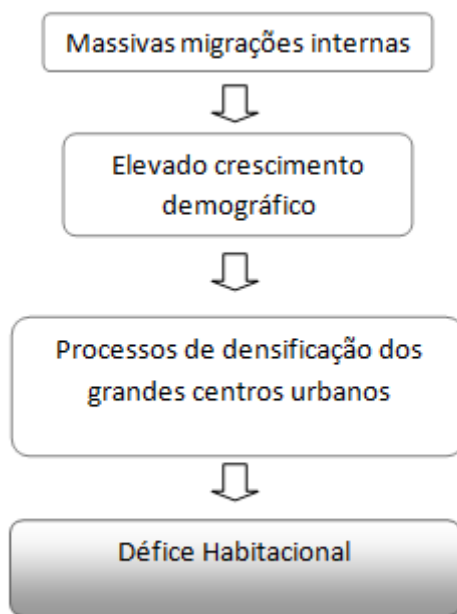 Massivas migrações internas
Elevado crescimento
demográfico
Processos de densificação dos
grandes centros urbanos
Défice Habitacional